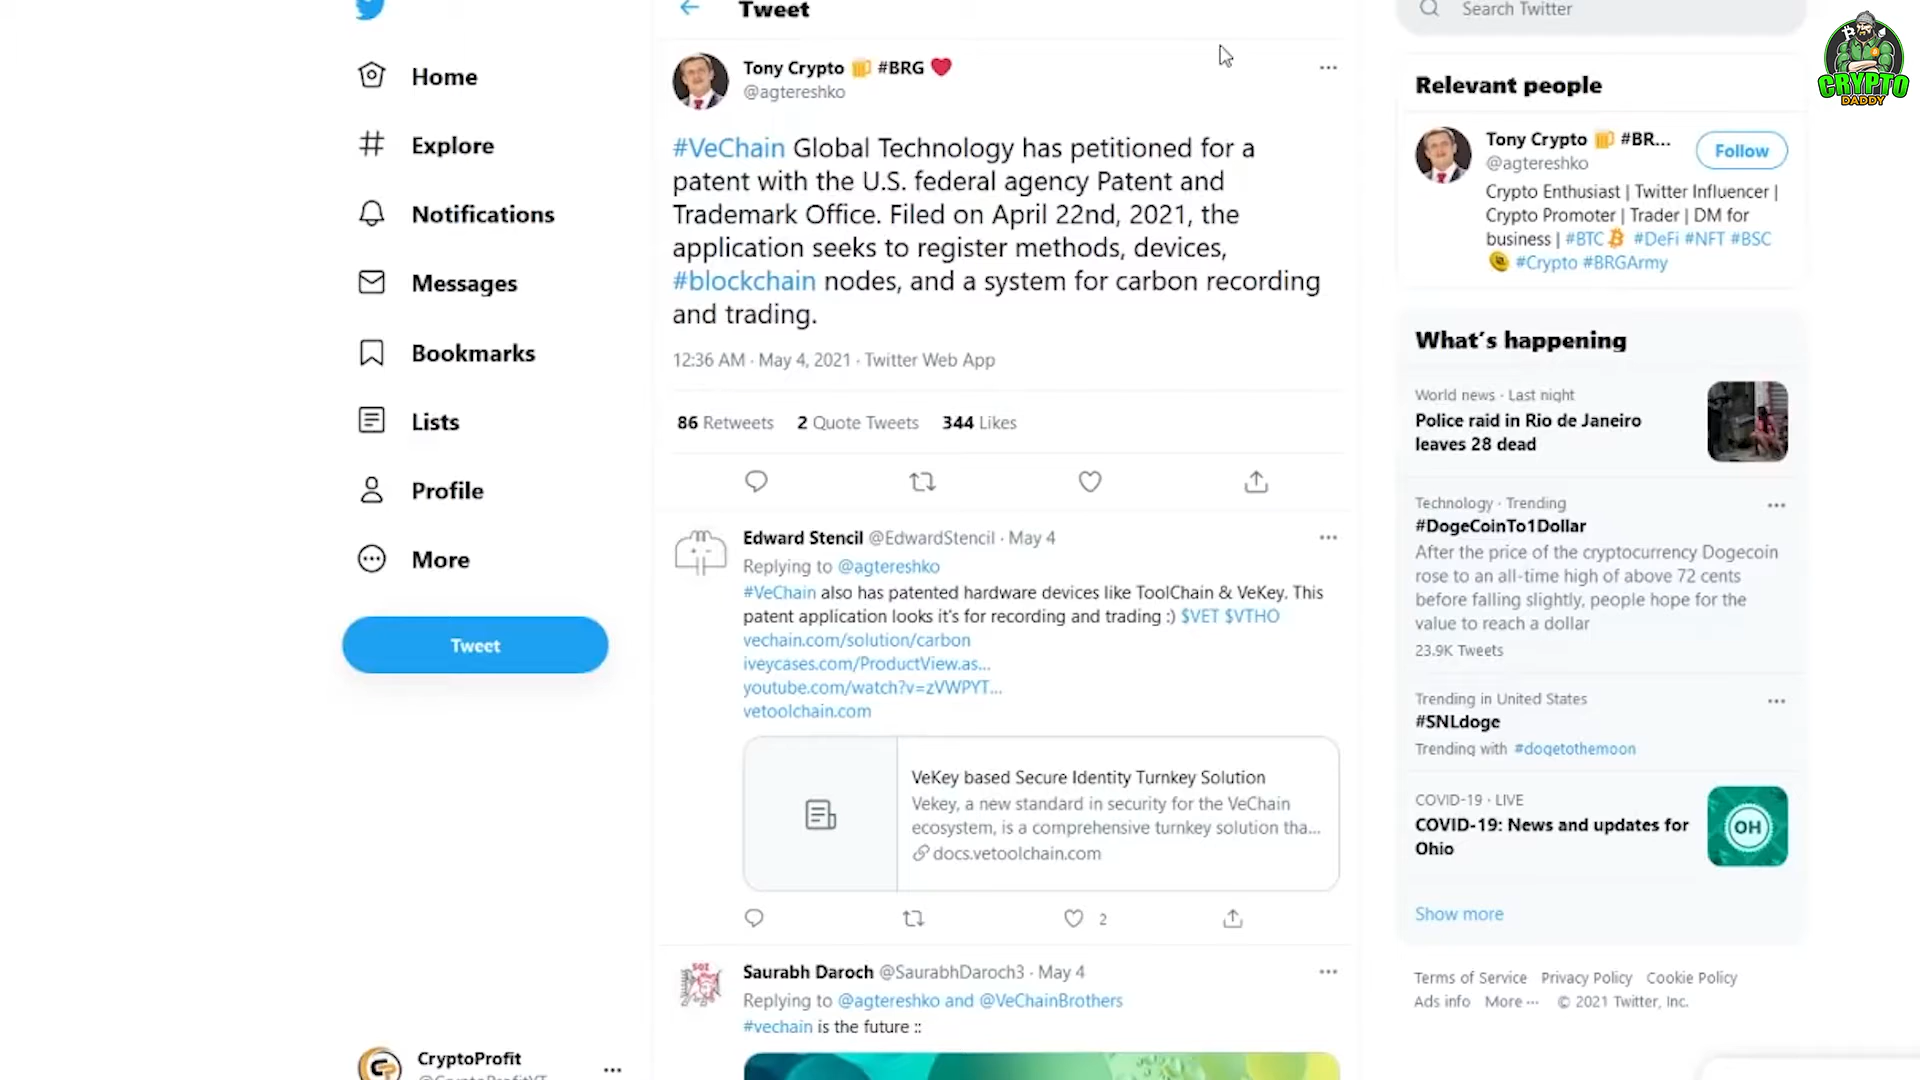 Tweet
Search Twitter
CRYPTO
DADDY
Home
Explore
Notifications
Messages
Bookmarks
Lists
Profile
More
Tweet
CryptoProfit
Tony Crypto 🍻 #BRG ❤️
@agtereshko
#VeChain Global Technology has petitioned for a
patent with the U.S. federal agency Patent and
Trademark Office. Filed on April 22nd, 2021, the
application seeks to register methods, devices,
#blockchain nodes, and a system for carbon recording
and trading.
12:36 AM · May 4, 2021 · Twitter Web App
86 Retweets 2 Quote Tweets 344 Likes
Edward Stencil @EdwardStencil · May 4
Replying to @agtereshko
#VeChain also has patented hardware devices like ToolChain & VeKey. This
patent application looks it's for recording and trading :) $VET $VTHO
vechain.com/solution/carbon
iveycases.com/ProductView.as...
youtube.com/watch?v=zVWPYT...
vetoolchain.com
VeKey based Secure Identity Turnkey Solution
Vekey, a new standard in security for the VeChain
ecosystem, is a comprehensive turnkey solution tha...
docs.vetoolchain.com
2
Saurabh Daroch @SaurabhDaroch3 · May 4
Replying to @agtereshko and @VeChainBrothers
#vechain is the future ::
Relevant people
Tony Crypto 🍻 #BR...
@agtereshko
Follow
Crypto Enthusiast | Twitter Influencer |
Crypto Promoter | Trader | DM for
business | #BTC #DeFi #NFT #BSC
#Crypto #BRGArmy
What's happening
World news · Last night
Police raid in Rio de Janeiro
leaves 28 dead
Technology · Trending
#DogeCoinTo1Dollar
After the price of the cryptocurrency Dogecoin
rose to an all-time high of above 72 cents
before falling slightly, people hope for the
value to reach a dollar
23.9K Tweets
Trending in United States
#SNLdoge
Trending with #dogetothemoon
COVID-19 · LIVE
COVID-19: News and updates for
Ohio
OH
Show more
Terms of Service Privacy Policy Cookie Policy
Ads info More ··· © 2021 Twitter, Inc.